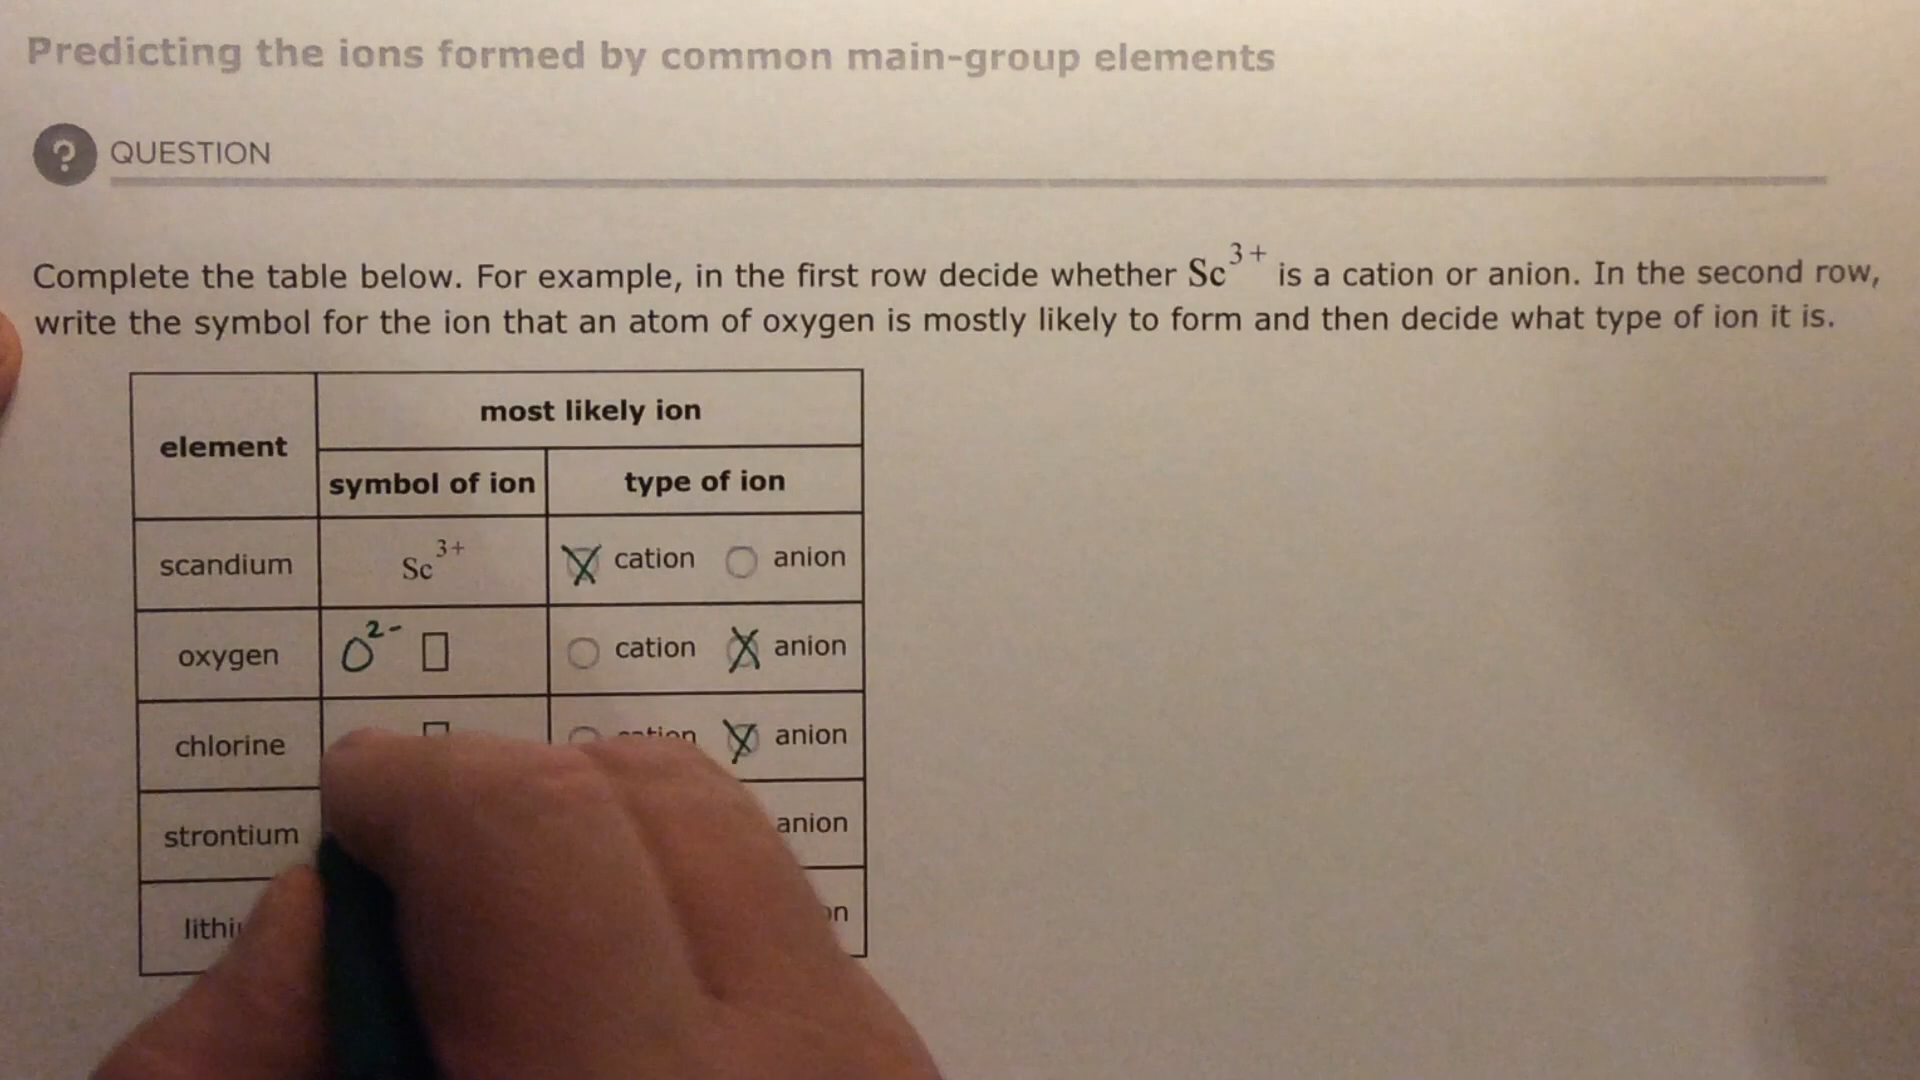 Predicting the ions formed by common main-group elements
?
QUESTION
Complete the table below. For example, in the first row decide whether Sc³⁺ is a cation or anion. In the second row,
write the symbol for the ion that an atom of oxygen is mostly likely to form and then decide what type of ion it is.
element
most likely ion
symbol of ion type of ion
scandium Sc³⁺ cation anion
oxygen O²⁻ cation anion
chlorine anion
strontium anion